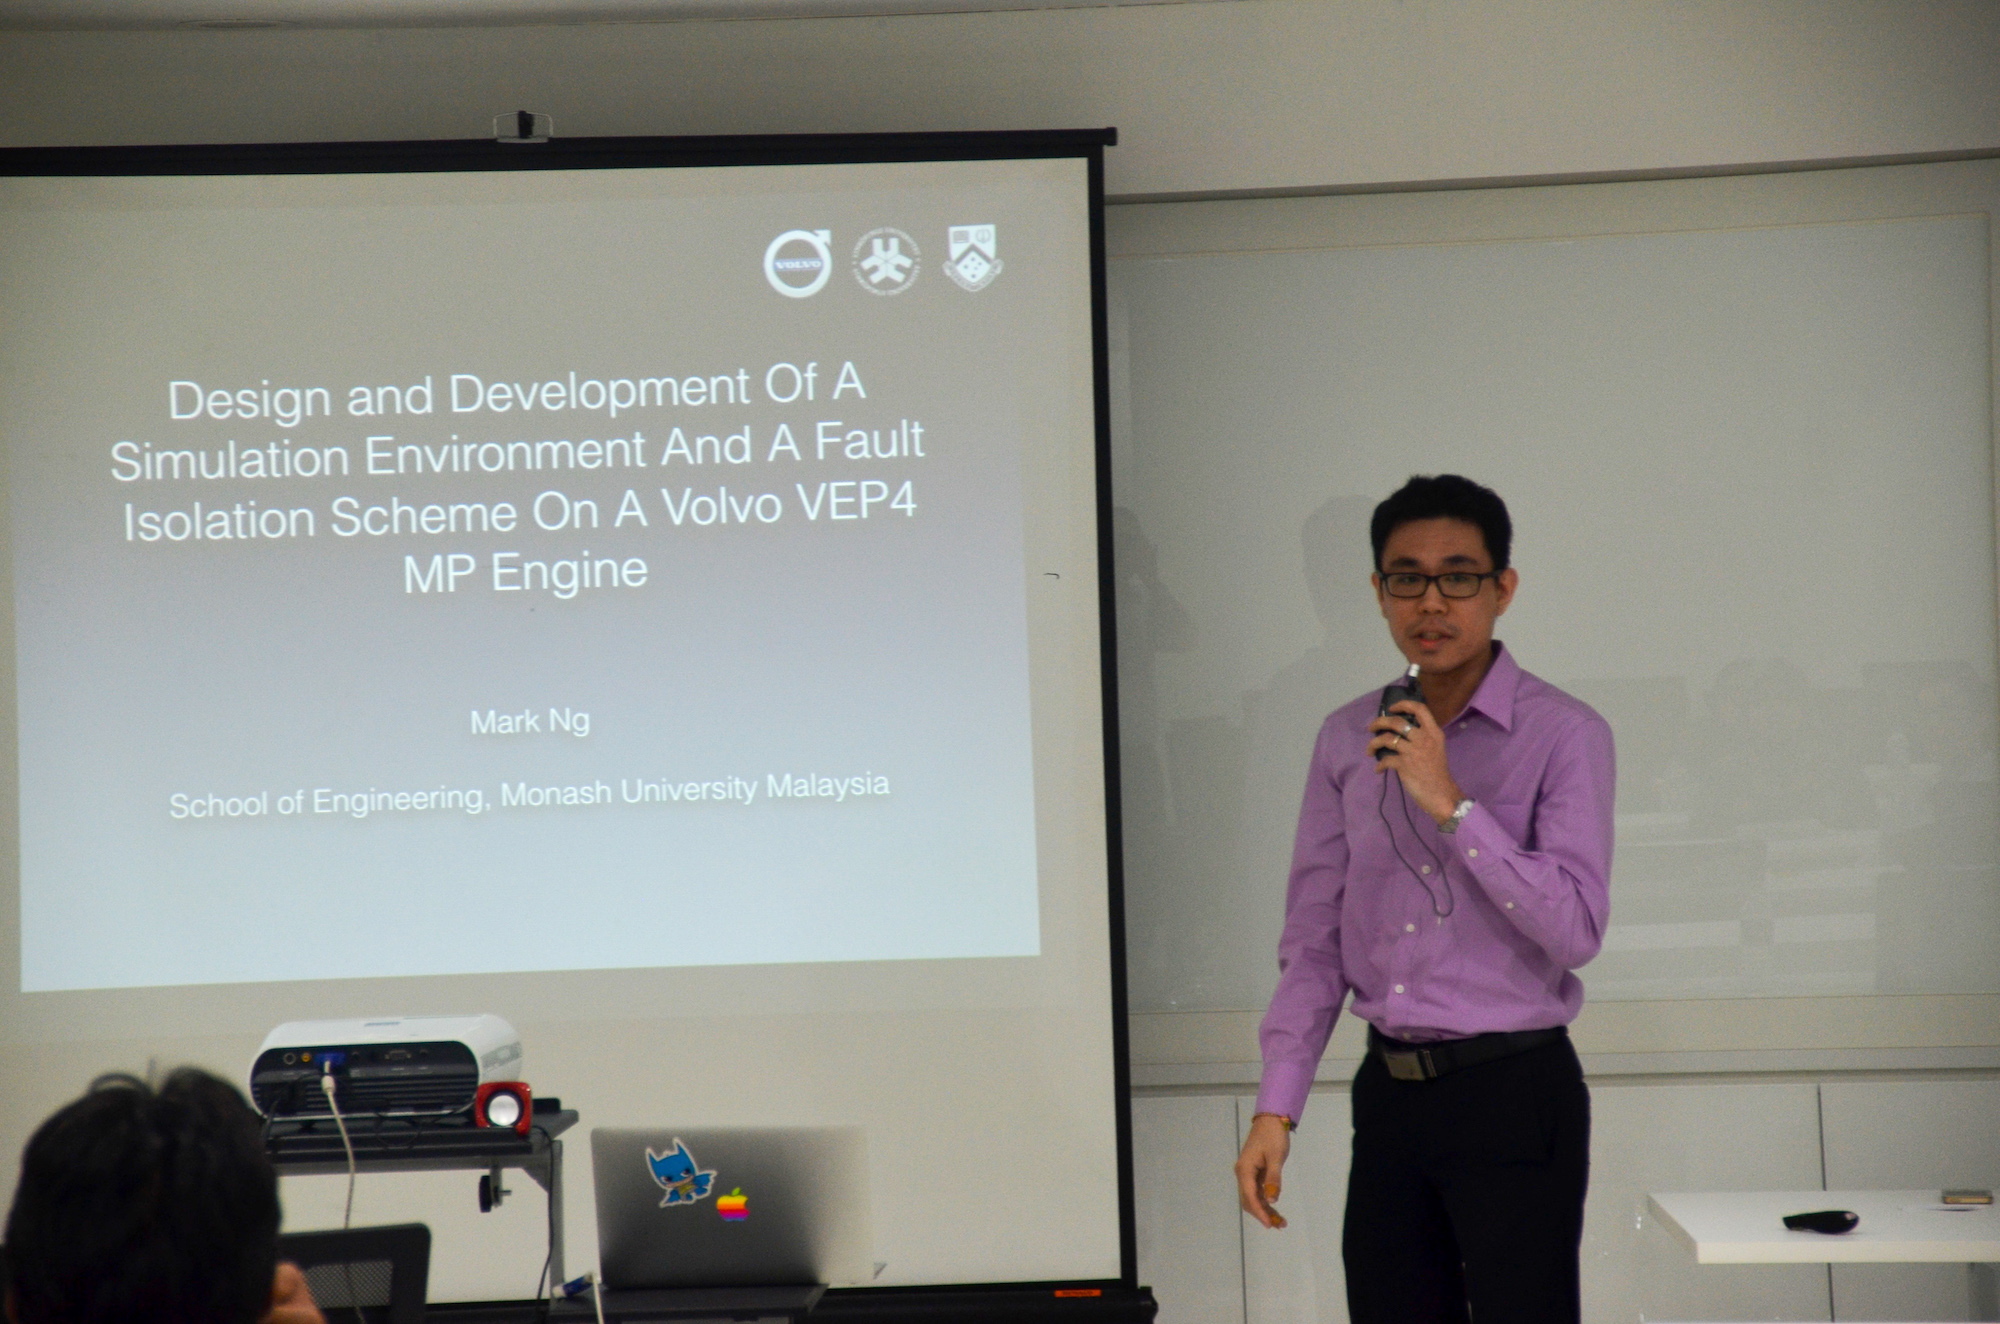 VOLVO
Design and Development Of A
Simulation Environment And A Fault
Isolation Scheme On A Volvo VEP4
MP Engine
Mark Ng
School of Engineering, Monash University Malaysia